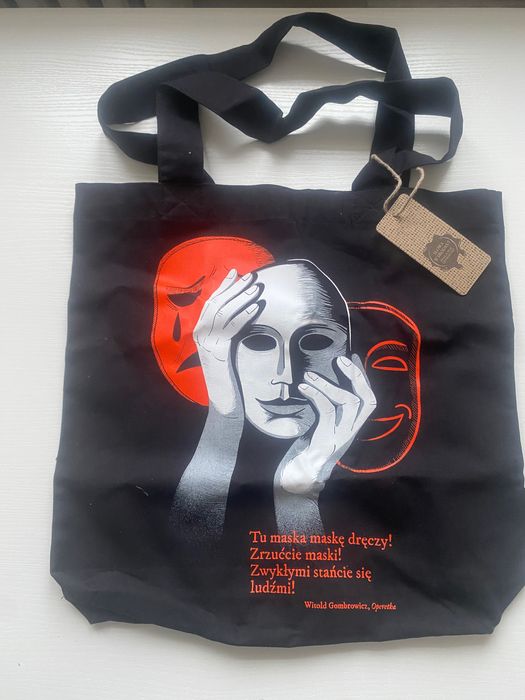 Tu maska maskę dręczy!
Zrzućcie maski!
Zwykłymi stańcie się
ludźmi!
Witold Gombrowicz, Operetka